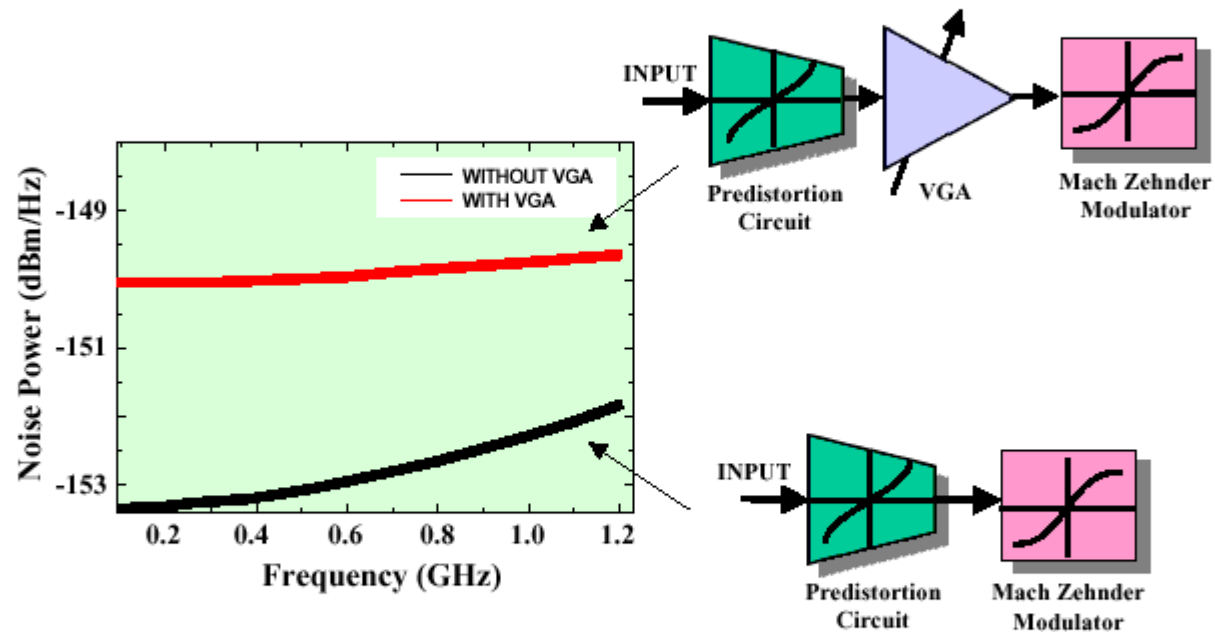 INPUT
Predistortion
Circuit
VGA
Mach Zehnder
Modulator
WITHOUT VGA
WITH VGA
Noise Power (dBm/Hz)
-149
-151
-153
0.2 0.4 0.6 0.8 1.0 1.2
Frequency (GHz)
INPUT
Predistortion
Circuit
Mach Zehnder
Modulator